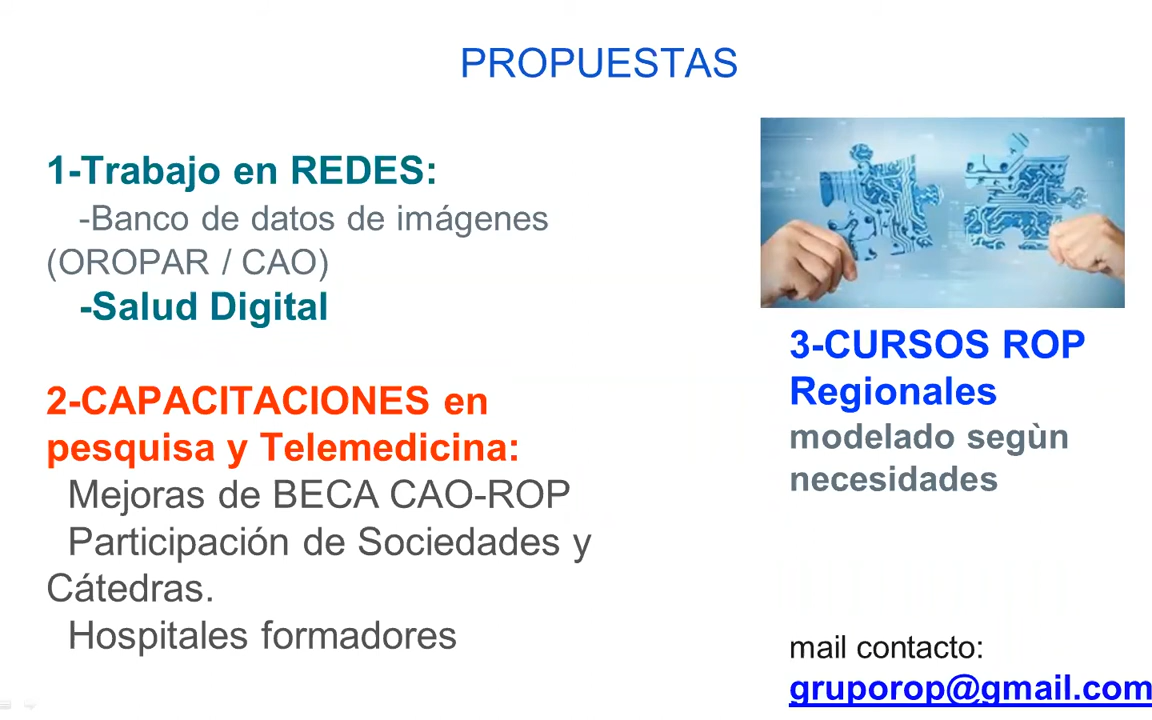 PROPUESTAS
1-Trabajo en REDES:
-Banco de datos de imágenes
(OROPAR / CAO)
-Salud Digital
2-CAPACITACIONES en
pesquisa y Telemedicina:
Mejoras de BECA CAO-ROP
Participación de Sociedades y
Cátedras.
Hospitales formadores
3-CURSOS ROP
Regionales
modelado segùn
necesidades
mail contacto:
gruporop@gmail.com